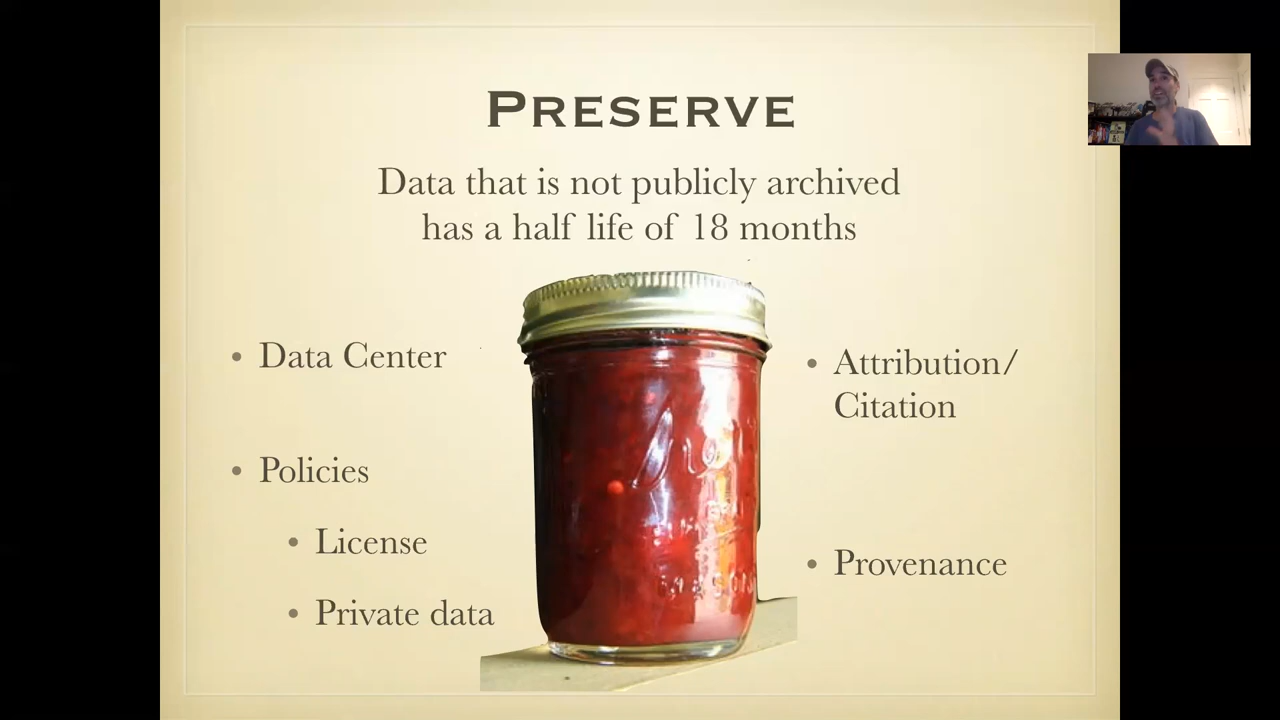 Preserve
Data that is not publicly archived
has a half life of 18 months
• Data Center
• Policies
• License
• Private data
• Attribution/
Citation
• Provenance
MASON